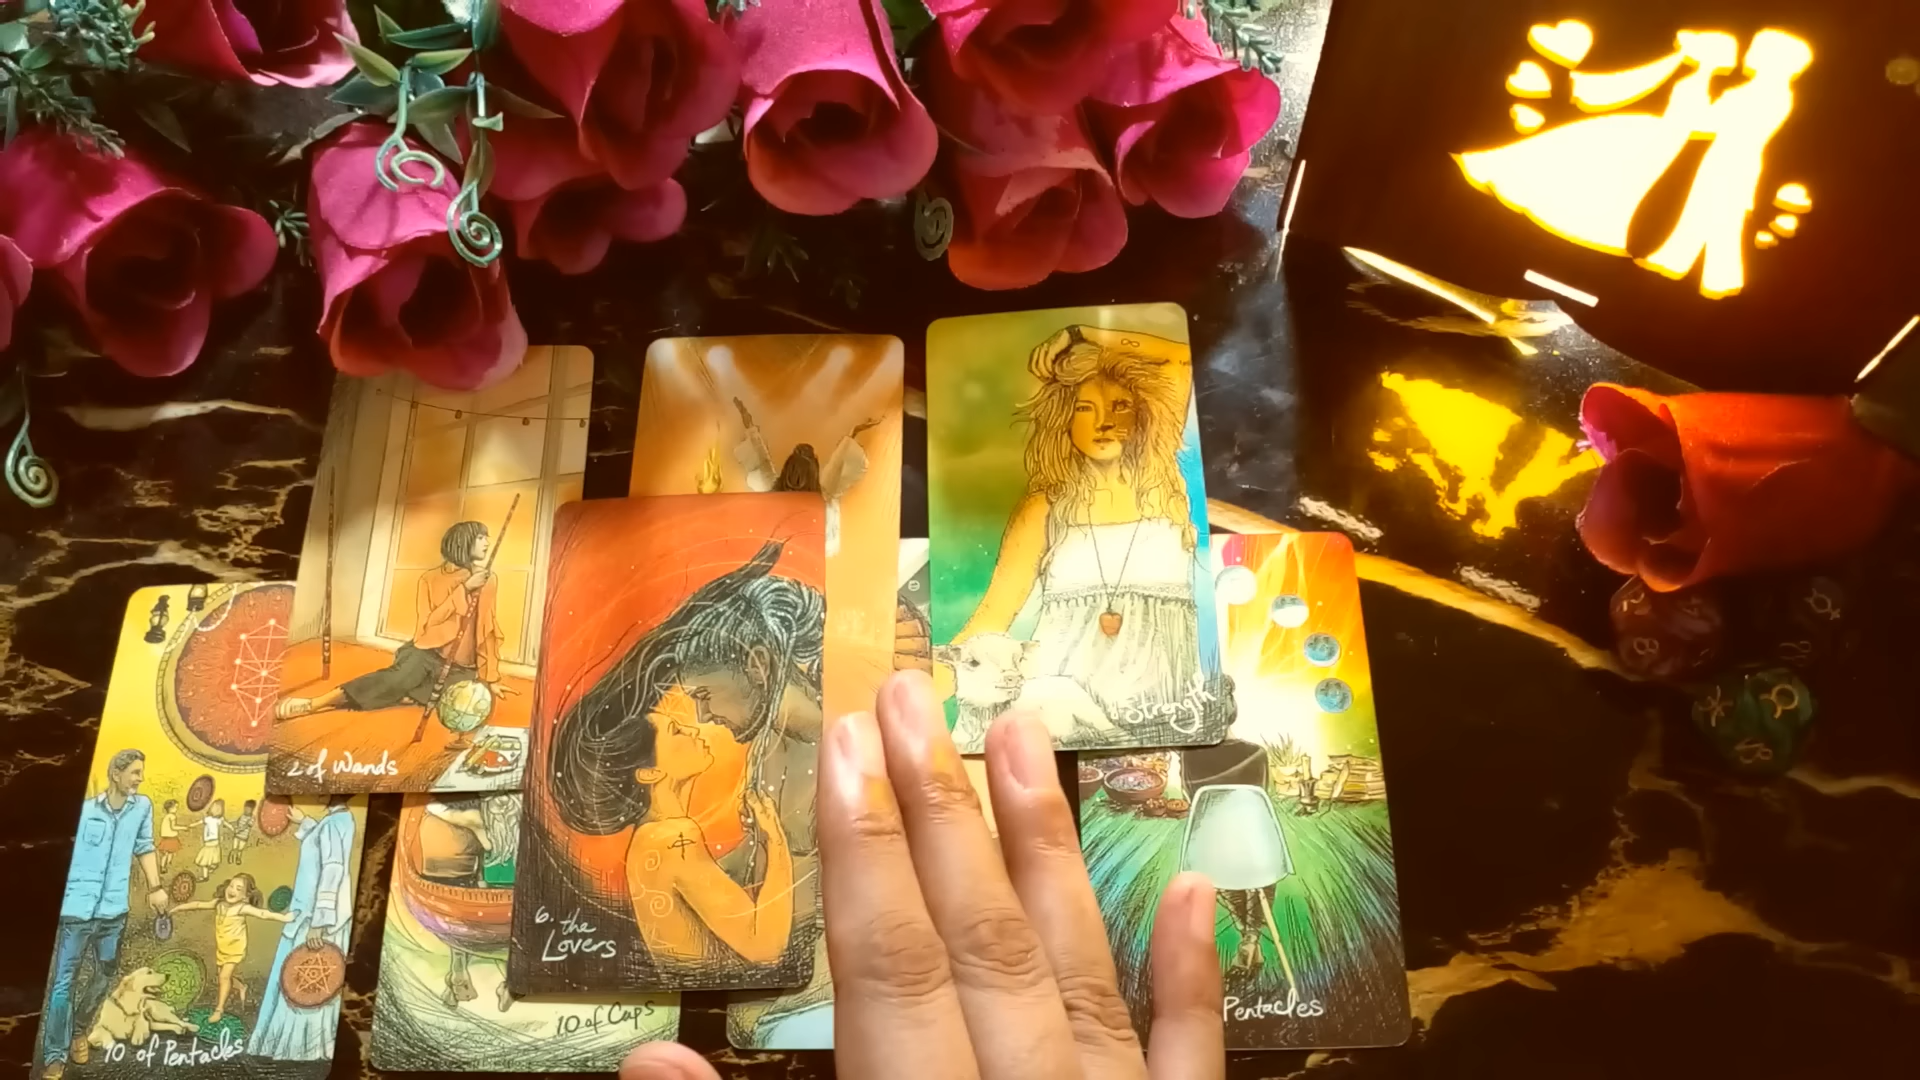 2 of Wands
Strength
6. the
Lovers
Pentacles
10 of Cups
10 of Pentacles